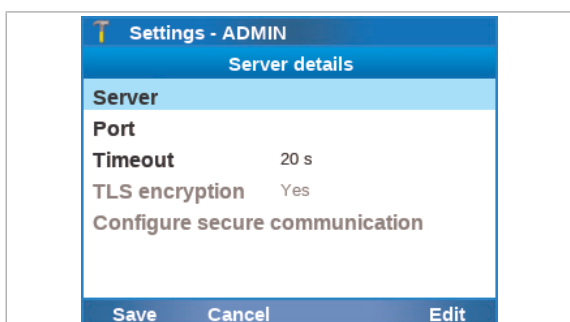 Settings - ADMIN
Server details
Server
Port
Timeout 20 s
TLS encryption Yes
Configure secure communication
Save Cancel Edit